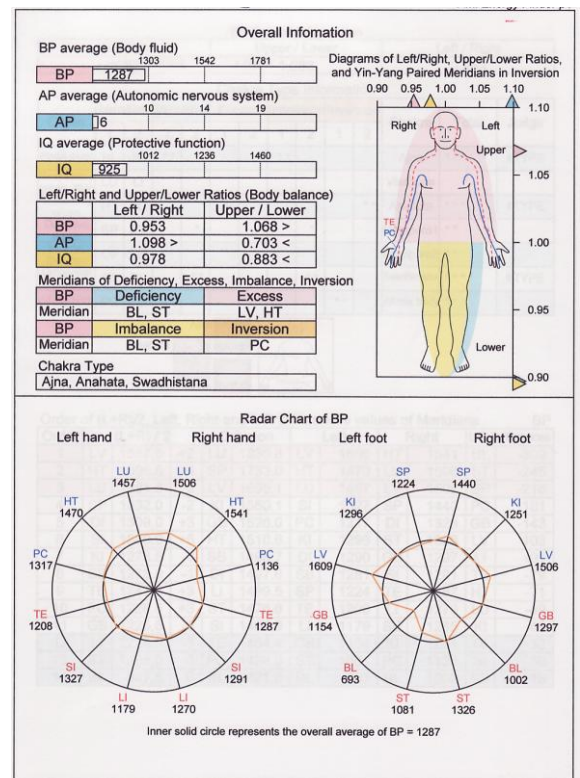 Overall Infomation
BP average (Body fluid)
1303 1542 1781
BP 1287
AP average (Autonomic nervous system)
10 14 19
AP 6
IQ average (Protective function)
1012 1236 1460
IQ 925
Left/Right and Upper/Lower Ratios (Body balance)
Left / Right Upper / Lower
BP 0.953 1.068 >
AP 1.098 > 0.703 <
IQ 0.978 0.883 <
Meridians of Deficiency, Excess, Imbalance, Inversion
BP Deficiency Excess
Meridian BL, ST LV, HT
BP Imbalance Inversion
Meridian BL, ST PC
Chakra Type
Ajna, Anahata, Swadhistana
Diagrams of Left/Right, Upper/Lower Ratios,
and Yin-Yang Paired Meridians in Inversion
0.90 0.95 1.00 1.05 1.10
1.10
Right Left
Upper
1.05
TE
PC
1.00
0.95
Lower
0.90
Radar Chart of BP
Left hand Right hand Left foot Right foot
LU LU
1457 1506
HT HT
1470 1541
PC PC
1317 1136
TE TE
1208 1287
SI SI
1327 1291
LI LI
1179 1270
SP SP
1224 1440
KI KI
1296 1251
LV LV
1609 1506
GB GB
1154 1297
BL BL
693 1002
ST ST
1081 1326
Inner solid circle represents the overall average of BP = 1287